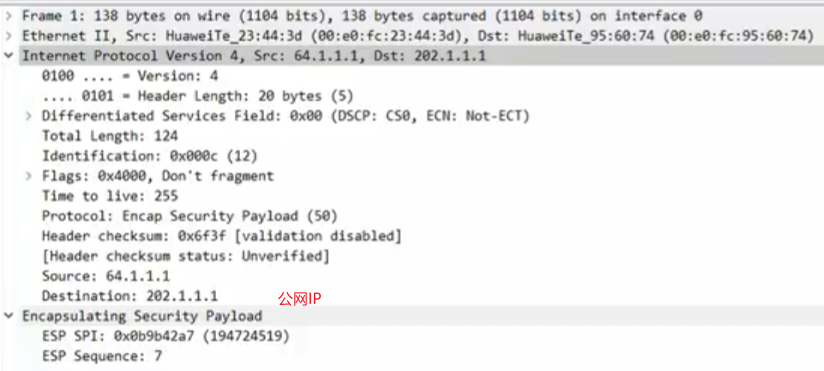 Frame 1: 138 bytes on wire (1104 bits), 138 bytes captured (1104 bits) on interface 0
Ethernet II, Src: HuaweiTe_23:44:3d (00:e0:fc:23:44:3d), Dst: HuaweiTe_95:60:74 (00:e0:fc:95:60:74)
Internet Protocol Version 4, Src: 64.1.1.1, Dst: 202.1.1.1
0100 .... = Version: 4
.... 0101 = Header Length: 20 bytes (5)
Differentiated Services Field: 0x00 (DSCP: CS0, ECN: Not-ECT)
Total Length: 124
Identification: 0x000c (12)
Flags: 0x4000, Don't fragment
Time to live: 255
Protocol: Encap Security Payload (50)
Header checksum: 0x6f3f [validation disabled]
[Header checksum status: Unverified]
Source: 64.1.1.1
Destination: 202.1.1.1 公网IP
Encapsulating Security Payload
ESP SPI: 0x0b9b42a7 (194724519)
ESP Sequence: 7